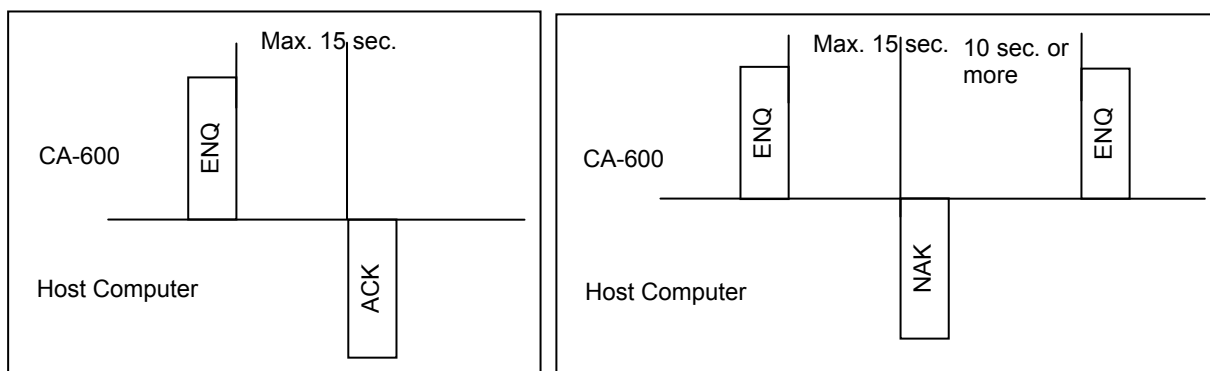 Max. 15 sec.
ENQ
CA-600
Host Computer
ACK
Max. 15 sec.
10 sec. or
more
ENQ
ENQ
CA-600
Host Computer
NAK